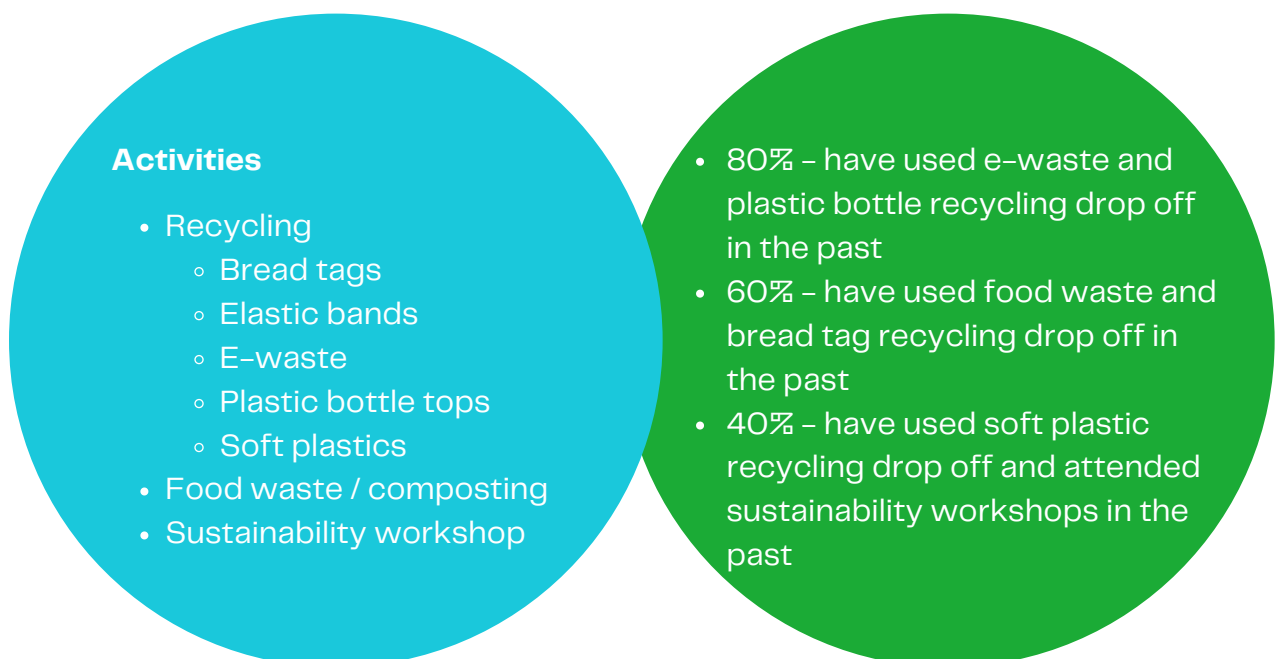 Activities
• Recycling
◦ Bread tags
◦ Elastic bands
◦ E-waste
◦ Plastic bottle tops
◦ Soft plastics
• Food waste / composting
• Sustainability workshop
• 80% - have used e-waste and
plastic bottle recycling drop off
in the past
• 60% - have used food waste and
bread tag recycling drop off in
the past
• 40% - have used soft plastic
recycling drop off and attended
sustainability workshops in the
past